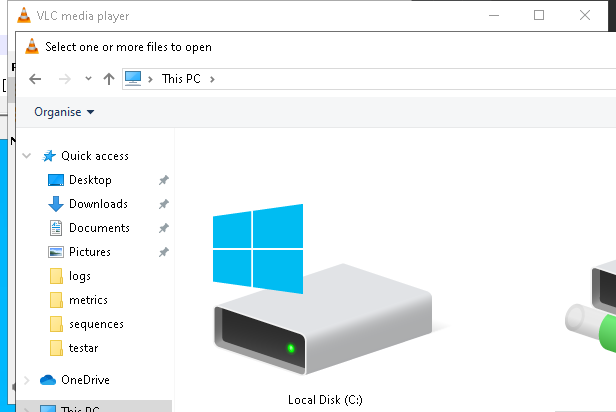 VLC media player
Select one or more files to open
This PC
Organise
Quick access
Desktop
Downloads
Documents
Pictures
logs
metrics
sequences
testar
OneDrive
This PC
Local Disk (C:)